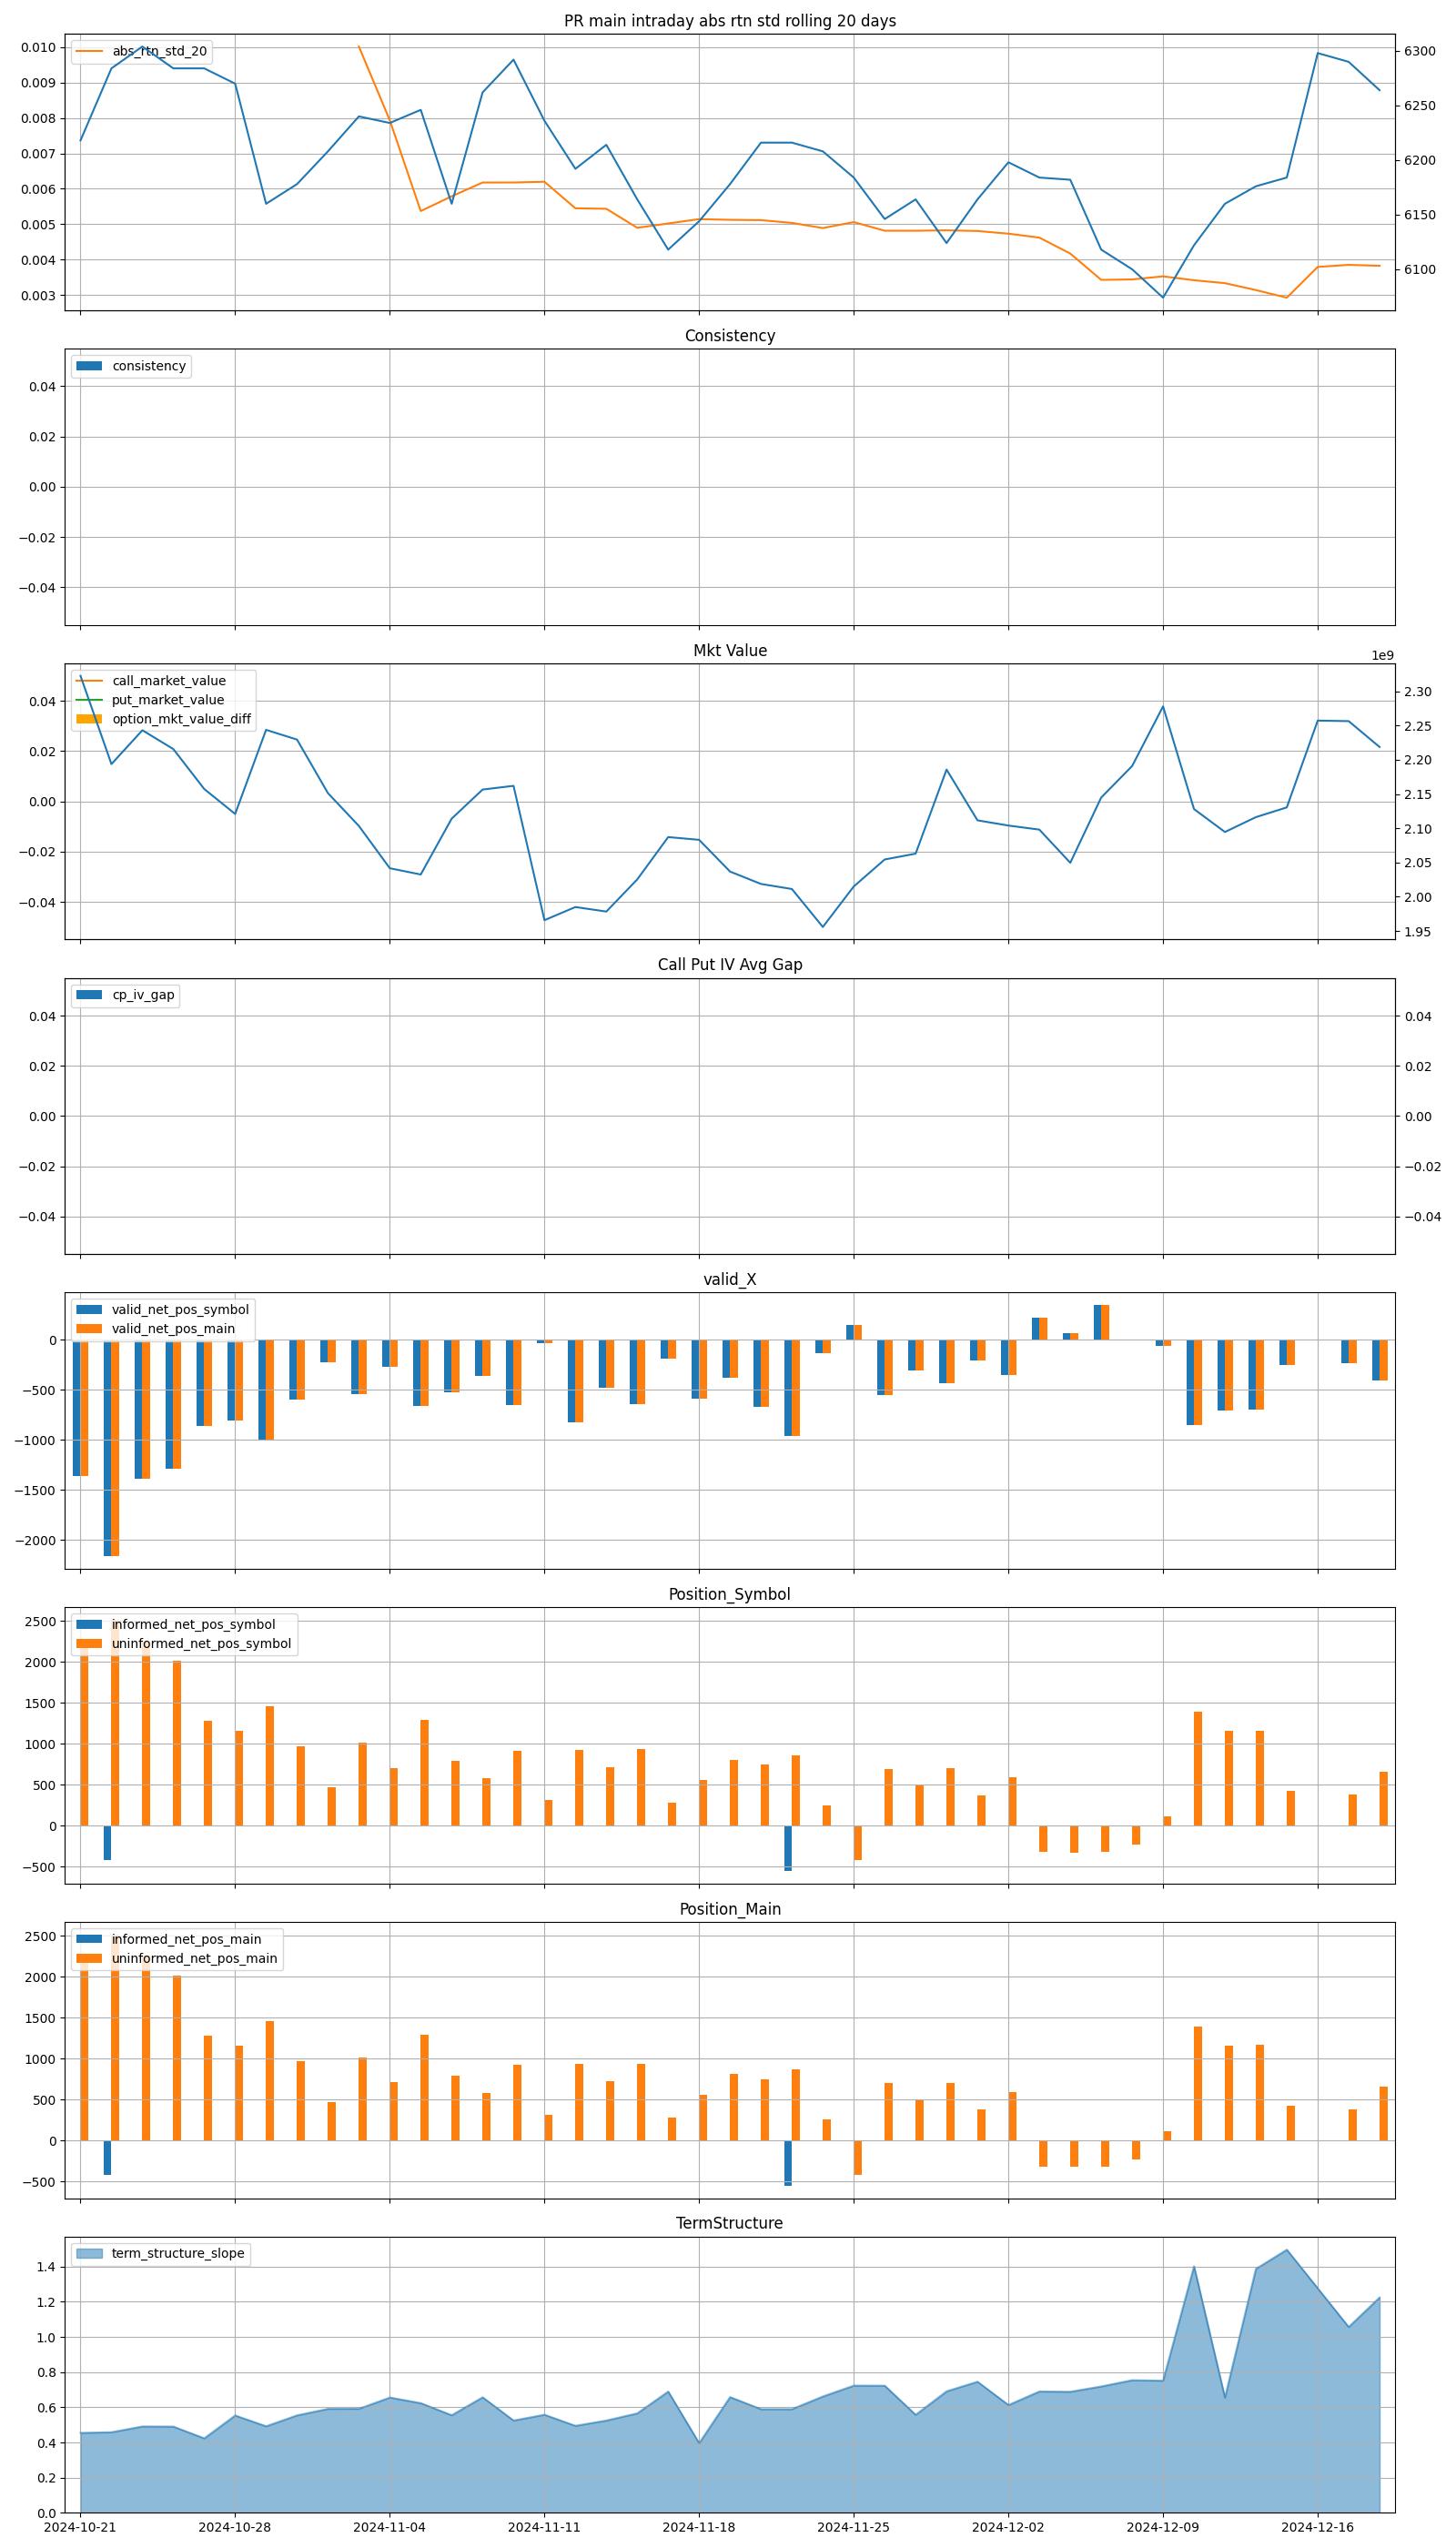 PR main intraday abs rtn std rolling 20 days
abs_rtn_std_20
0.010
0.009
0.008
0.007
0.006
0.005
0.004
0.003
6300
6250
6200
6150
6100
Consistency
consistency
0.04
0.02
0.00
−0.02
−0.04
Mkt Value
1e9
call_market_value
put_market_value
option_mkt_value_diff
0.04
0.02
0.00
−0.02
−0.04
2.30
2.25
2.20
2.15
2.10
2.05
2.00
1.95
Call Put IV Avg Gap
cp_iv_gap
0.04
0.02
0.00
−0.02
−0.04
0.04
0.02
0.00
−0.02
−0.04
valid_X
valid_net_pos_symbol
valid_net_pos_main
0
−500
−1000
−1500
−2000
Position_Symbol
informed_net_pos_symbol
uninformed_net_pos_symbol
2500
2000
1500
1000
500
0
−500
Position_Main
informed_net_pos_main
uninformed_net_pos_main
2500
2000
1500
1000
500
0
−500
TermStructure
term_structure_slope
1.4
1.2
1.0
0.8
0.6
0.4
0.2
0.0
2024-10-21 2024-10-28 2024-11-04 2024-11-11 2024-11-18 2024-11-25 2024-12-02 2024-12-09 2024-12-16